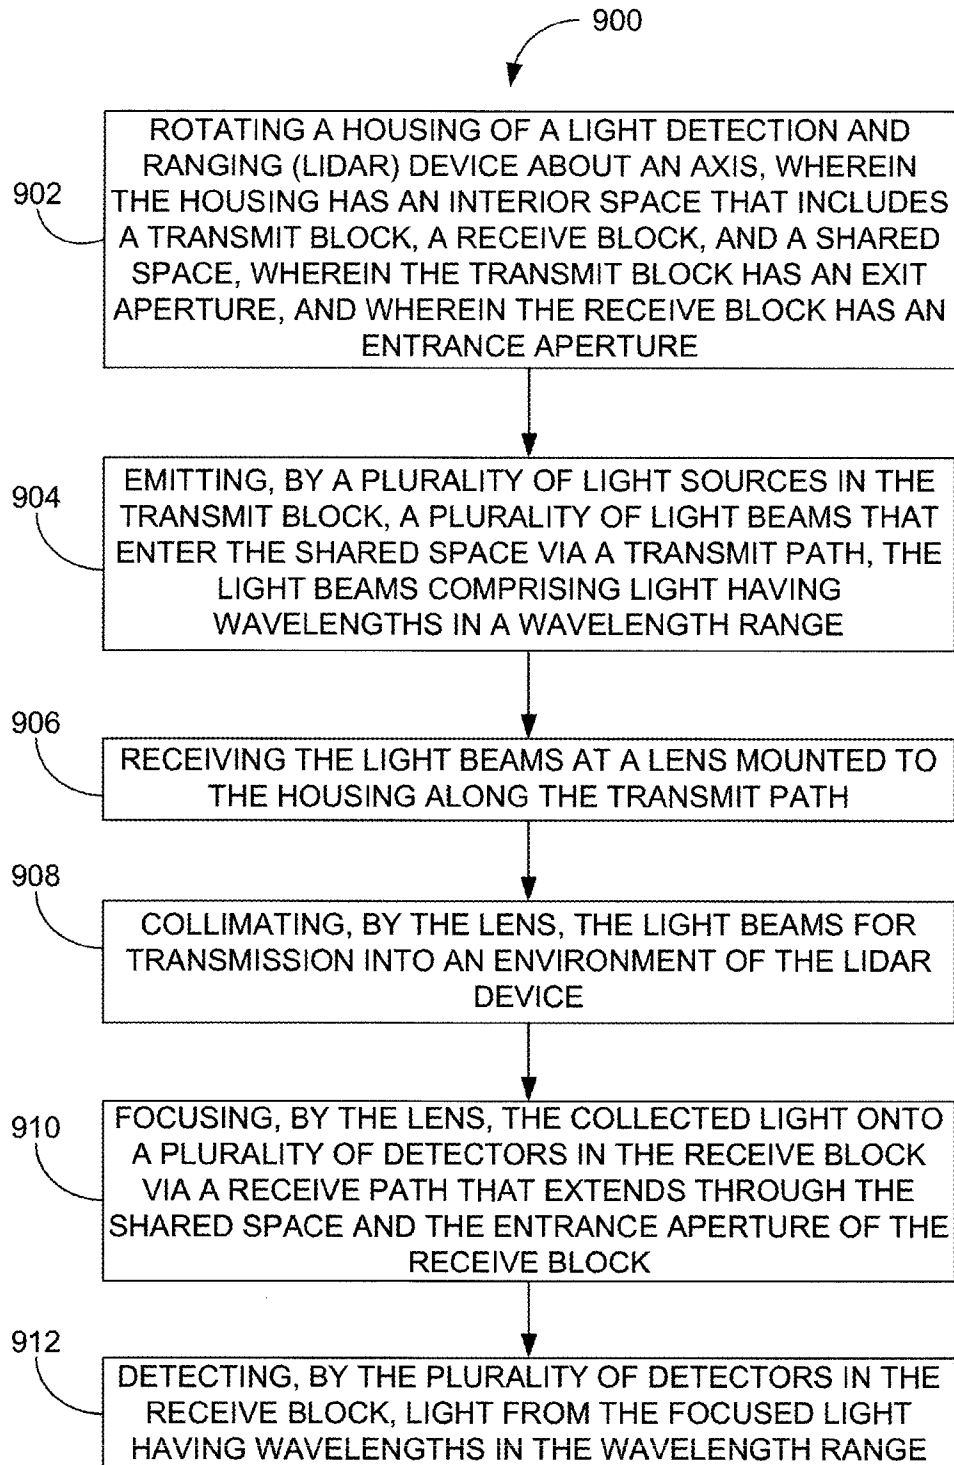 900
902
ROTATING A HOUSING OF A LIGHT DETECTION AND
RANGING (LIDAR) DEVICE ABOUT AN AXIS, WHEREIN
THE HOUSING HAS AN INTERIOR SPACE THAT INCLUDES
A TRANSMIT BLOCK, A RECEIVE BLOCK, AND A SHARED
SPACE, WHEREIN THE TRANSMIT BLOCK HAS AN EXIT
APERTURE, AND WHEREIN THE RECEIVE BLOCK HAS AN
ENTRANCE APERTURE
904
EMITTING, BY A PLURALITY OF LIGHT SOURCES IN THE
TRANSMIT BLOCK, A PLURALITY OF LIGHT BEAMS THAT
ENTER THE SHARED SPACE VIA A TRANSMIT PATH, THE
LIGHT BEAMS COMPRISING LIGHT HAVING
WAVELENGTHS IN A WAVELENGTH RANGE
906
RECEIVING THE LIGHT BEAMS AT A LENS MOUNTED TO
THE HOUSING ALONG THE TRANSMIT PATH
908
COLLIMATING, BY THE LENS, THE LIGHT BEAMS FOR
TRANSMISSION INTO AN ENVIRONMENT OF THE LIDAR
DEVICE
910
FOCUSING, BY THE LENS, THE COLLECTED LIGHT ONTO
A PLURALITY OF DETECTORS IN THE RECEIVE BLOCK
VIA A RECEIVE PATH THAT EXTENDS THROUGH THE
SHARED SPACE AND THE ENTRANCE APERTURE OF THE
RECEIVE BLOCK
912
DETECTING, BY THE PLURALITY OF DETECTORS IN THE
RECEIVE BLOCK, LIGHT FROM THE FOCUSED LIGHT
HAVING WAVELENGTHS IN THE WAVELENGTH RANGE